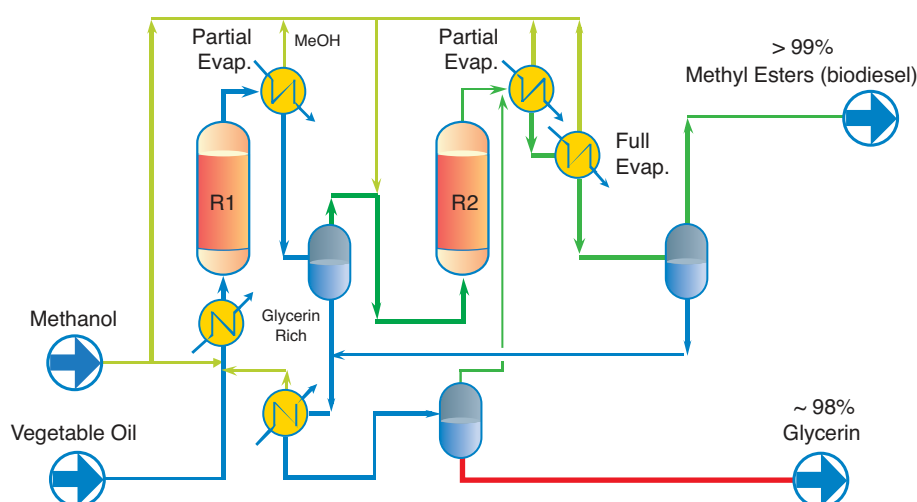 Partial
Evap.
MeOH
Partial
Evap.
> 99%
Methyl Esters (biodiesel)
Full
Evap.
R1
R2
Glycerin
Rich
Methanol
Vegetable Oil
~ 98%
Glycerin